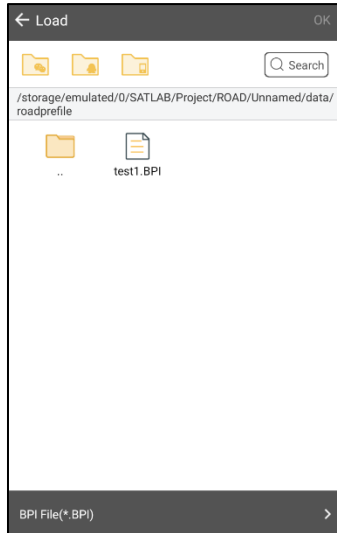 ← Load OK
Search
/storage/emulated/0/SATLAB/Project/ROAD/Unnamed/data/
roadprefile
.. test1.BPI
BPI File(*.BPI) >